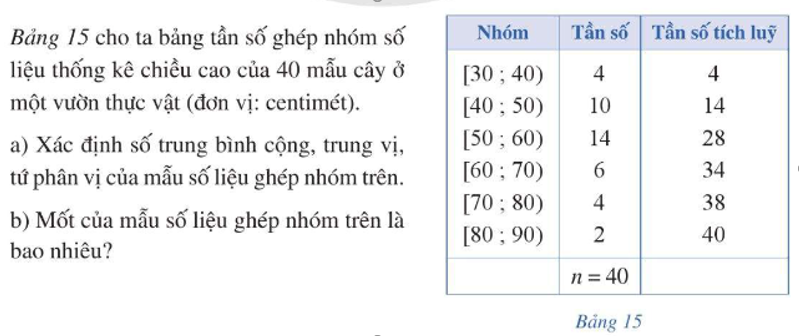 Bảng 15 cho ta bảng tần số ghép nhóm số
liệu thống kê chiều cao của 40 mẫu cây ở
một vườn thực vật (đơn vị: centimét).
a) Xác định số trung bình cộng, trung vị,
tứ phân vị của mẫu số liệu ghép nhóm trên.
b) Mốt của mẫu số liệu ghép nhóm trên là
bao nhiêu?
Nhóm Tần số Tần số tích luỹ
[30 ; 40) 4 4
[40 ; 50) 10 14
[50 ; 60) 14 28
[60 ; 70) 6 34
[70 ; 80) 4 38
[80 ; 90) 2 40
n = 40
Bảng 15